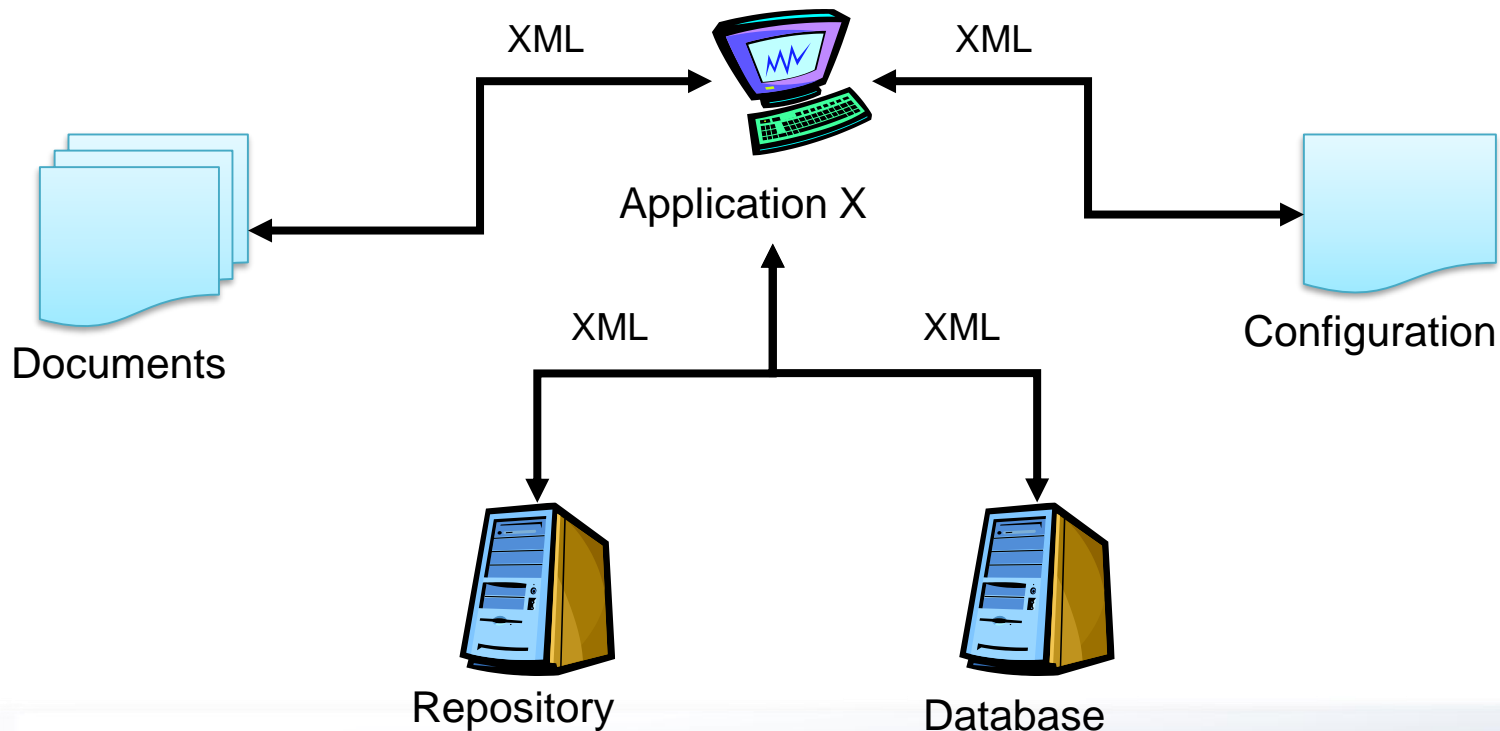 XML
XML
Application X
Documents
Configuration
XML
XML
Repository
Database